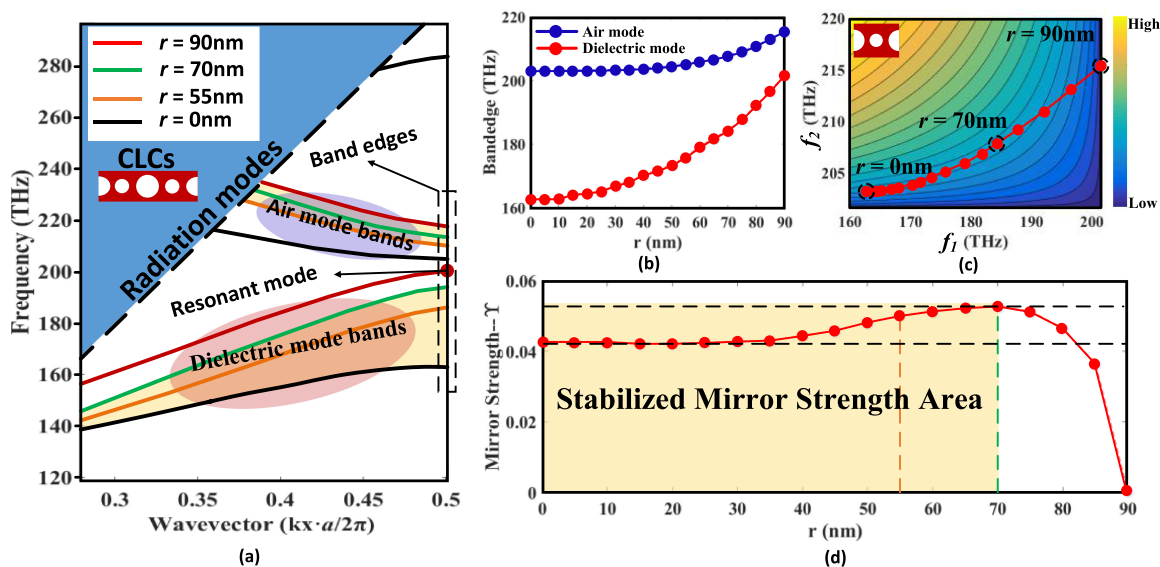 r = 90nm
r = 70nm
r = 55nm
r = 0nm
CLCs
Radiation modes
Band edges
Air mode bands
Resonant mode
Dielectric mode bands
280
260
240
220
200
180
160
140
120
Frequency (THz)
0.3
0.35
0.4
0.45
0.5
Wavevector (kx·a/2π)
(a)
Air mode
Dielectric mode
220
200
180
160
Bandedge (THz)
0
10
20
30
40
50
60
70
80
90
r (nm)
(b)
r = 90nm
r = 70nm
r = 0nm
220
215
210
205
f2 (THz)
160
170
180
190
200
f1 (THz)
High
Low
(c)
0.06
0.04
0.02
0
Mirror Strength--ϒ
Stabilized Mirror Strength Area
0
10
20
30
40
50
60
70
80
90
r (nm)
(d)